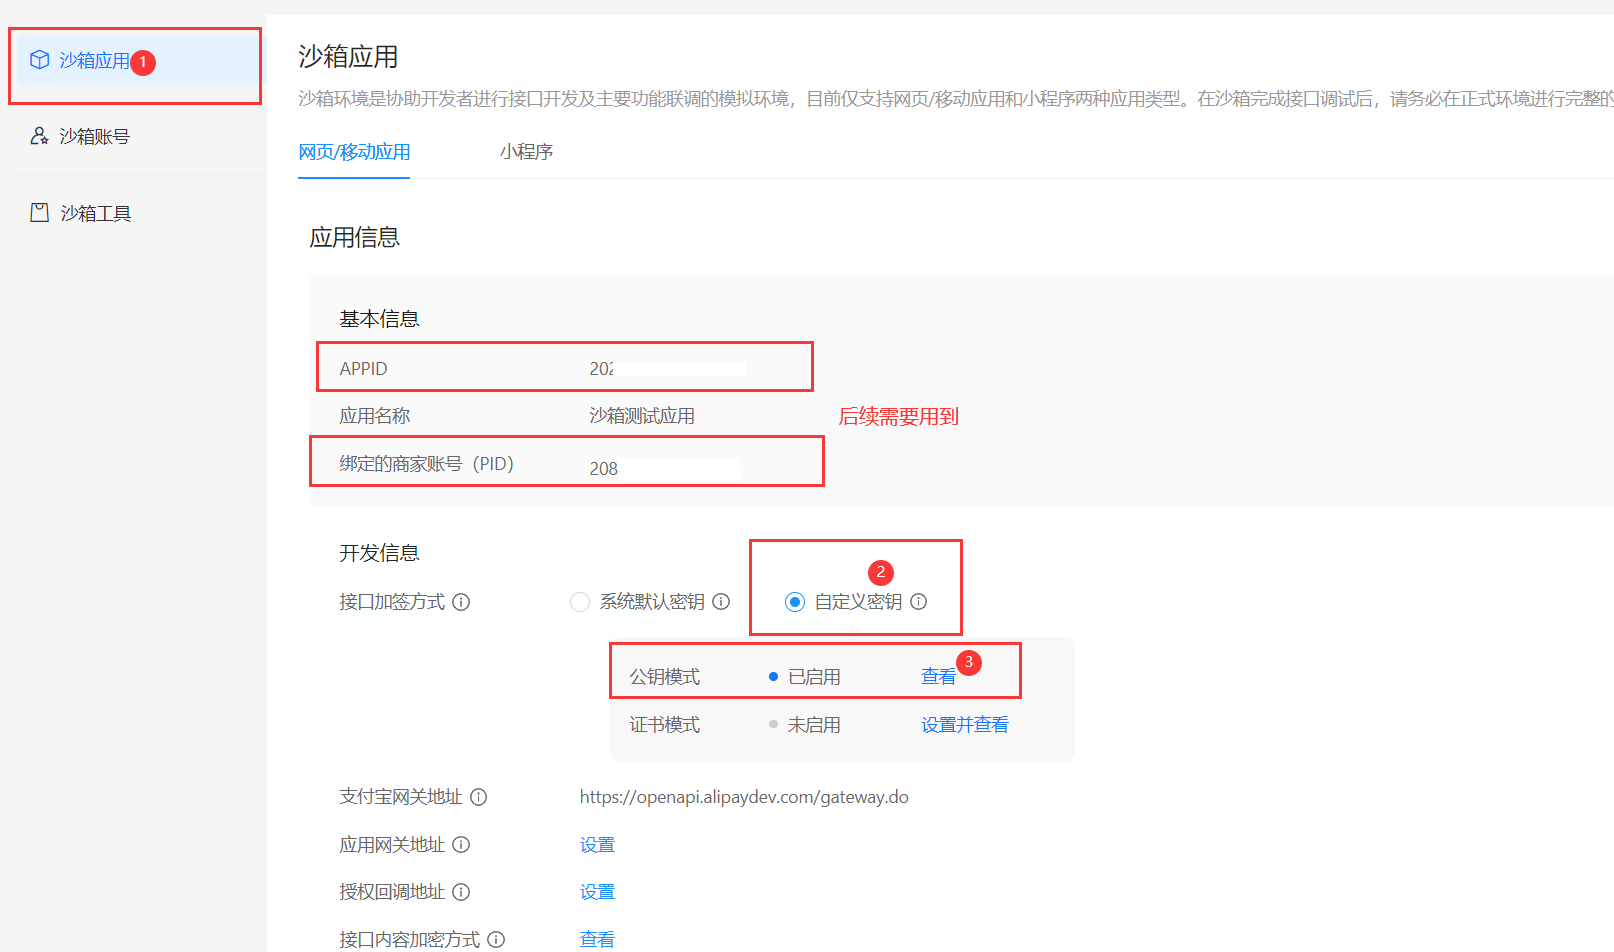 沙箱应用 1
沙箱账号
沙箱工具
沙箱应用
沙箱环境是协助开发者进行接口开发及主要功能联调的模拟环境，目前仅支持网页/移动应用和小程序两种应用类型。在沙箱完成接口调试后，请务必在正式环境进行完整的
网页/移动应用 小程序
应用信息
基本信息
APPID 202
应用名称 沙箱测试应用 后续需要用到
绑定的商家账号（PID） 208
开发信息
2
接口加签方式 系统默认密钥 自定义密钥
公钥模式 已启用 查看 3
证书模式 未启用 设置并查看
支付宝网关地址 https://openapi.alipaydev.com/gateway.do
应用网关地址 设置
授权回调地址 设置
接口内容加密方式 查看